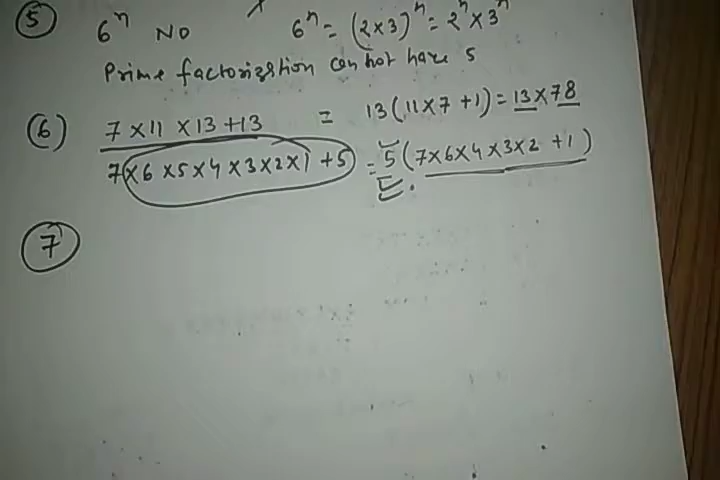 5 6ⁿ NO 6ⁿ = (2×3)ⁿ = 2ⁿ × 3ⁿ
Prime factorization can not have 5
(6) 7 × 11 × 13 + 13 = 13 (11 × 7 + 1) = 13 × 78
7 × 6 × 5 × 4 × 3 × 2 × 1 + 5 = 5 (7 × 6 × 4 × 3 × 2 + 1)
7